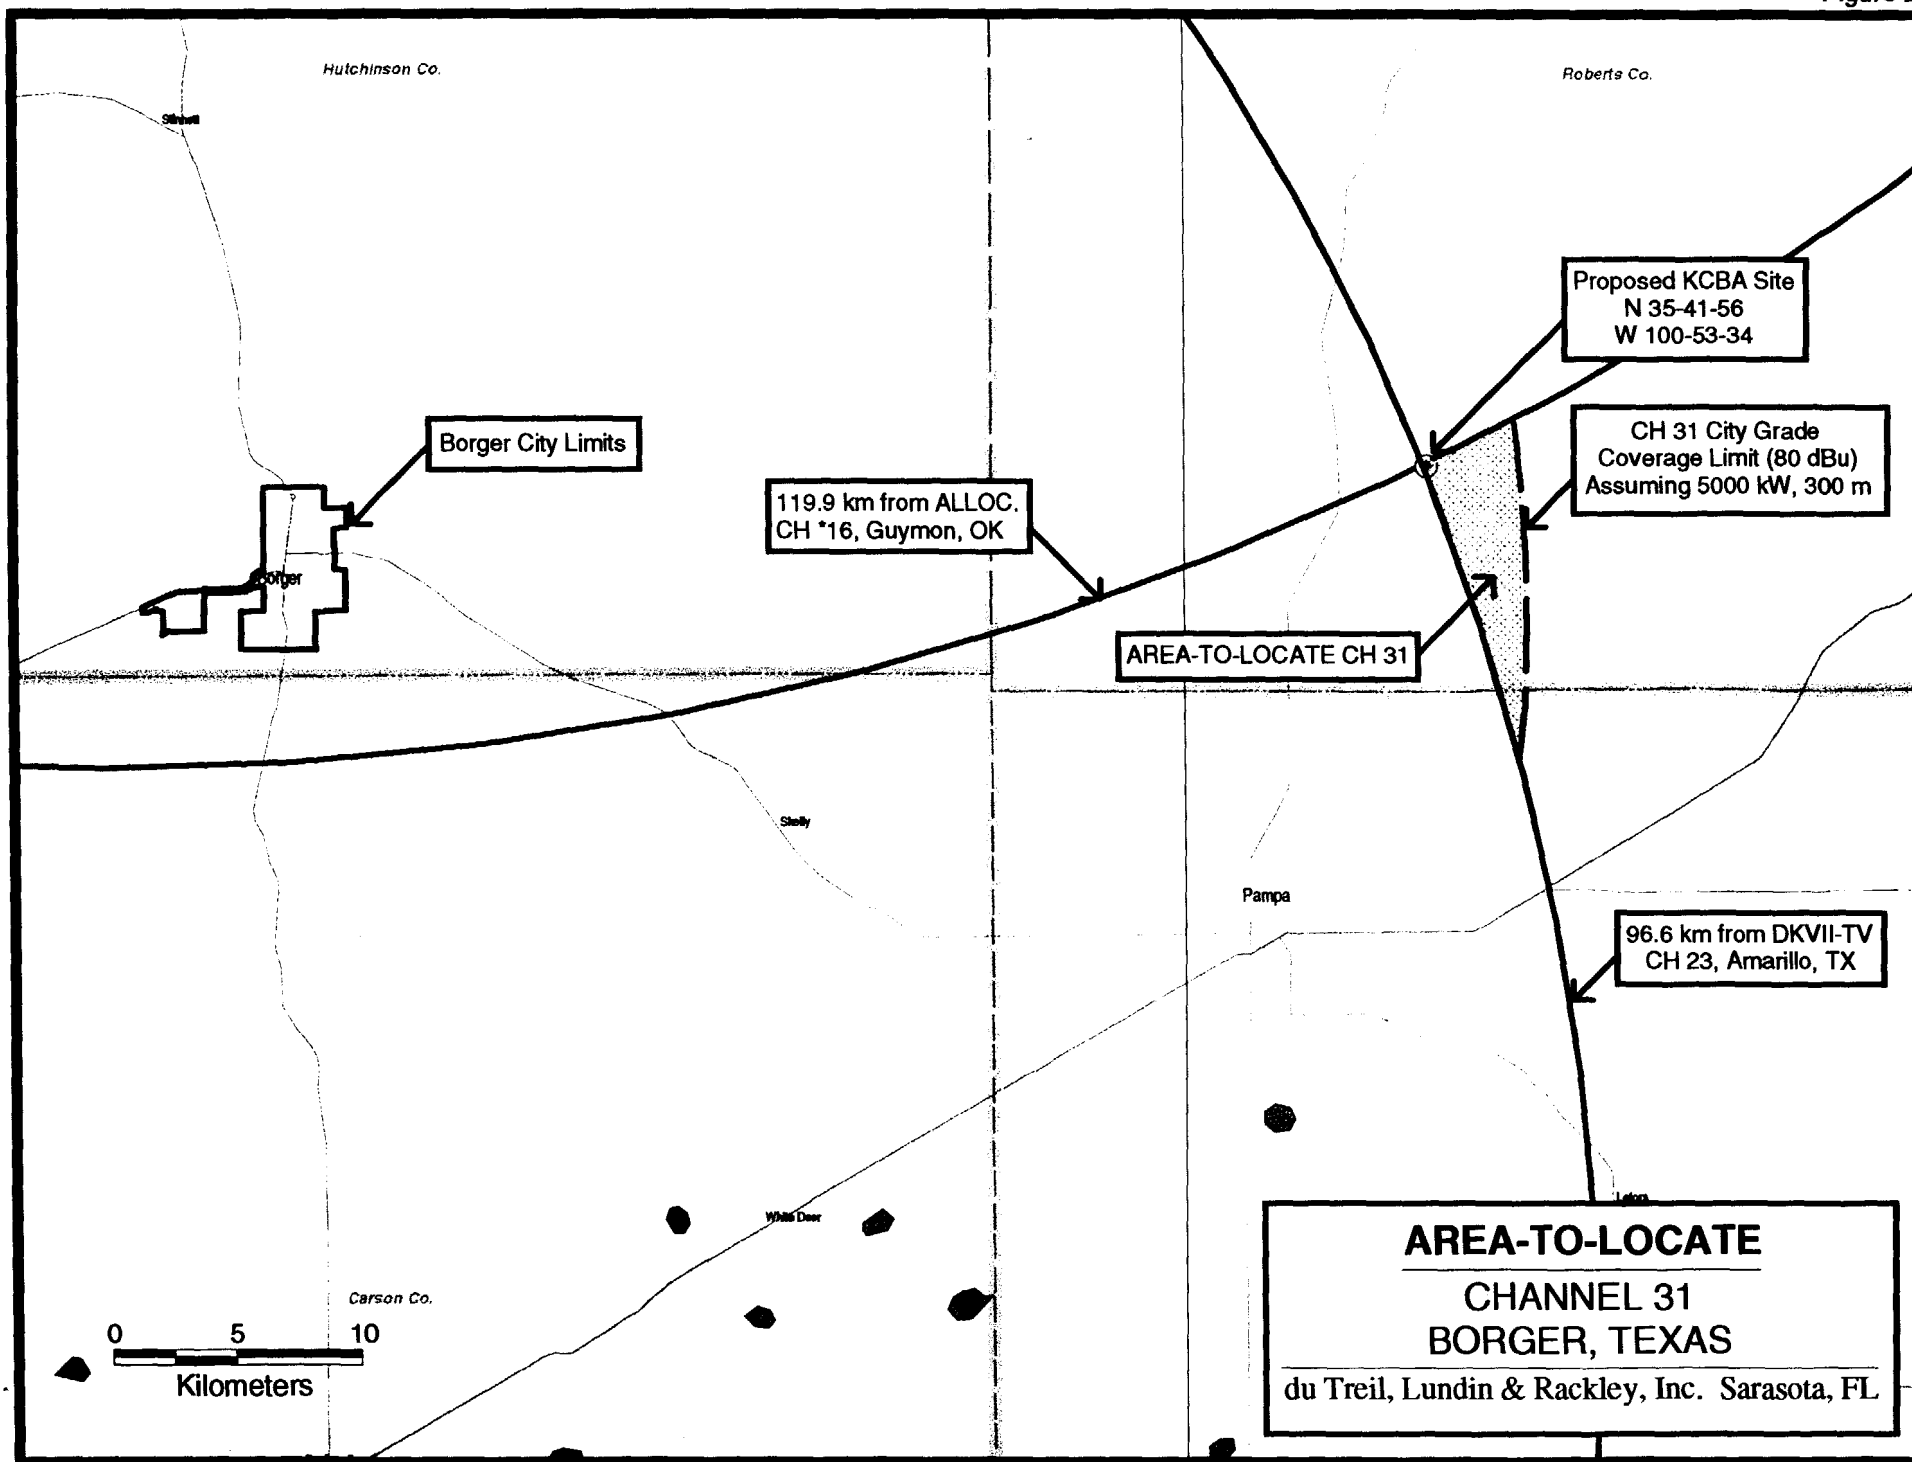 Hutchinson Co.
Roberts Co.
Stinnett
Proposed KCBA Site
N 35-41-56
W 100-53-34
Borger City Limits
CH 31 City Grade
Coverage Limit (80 dBu)
Assuming 5000 kW, 300 m
119.9 km from ALLOC.
CH *16, Guymon, OK
Borger
AREA-TO-LOCATE CH 31
Skelly
Pampa
96.6 km from DKVII-TV
CH 23, Amarillo, TX
White Deer
Carson Co.
0 5 10
Kilometers
AREA-TO-LOCATE
CHANNEL 31
BORGER, TEXAS
du Treil, Lundin & Rackley, Inc. Sarasota, FL